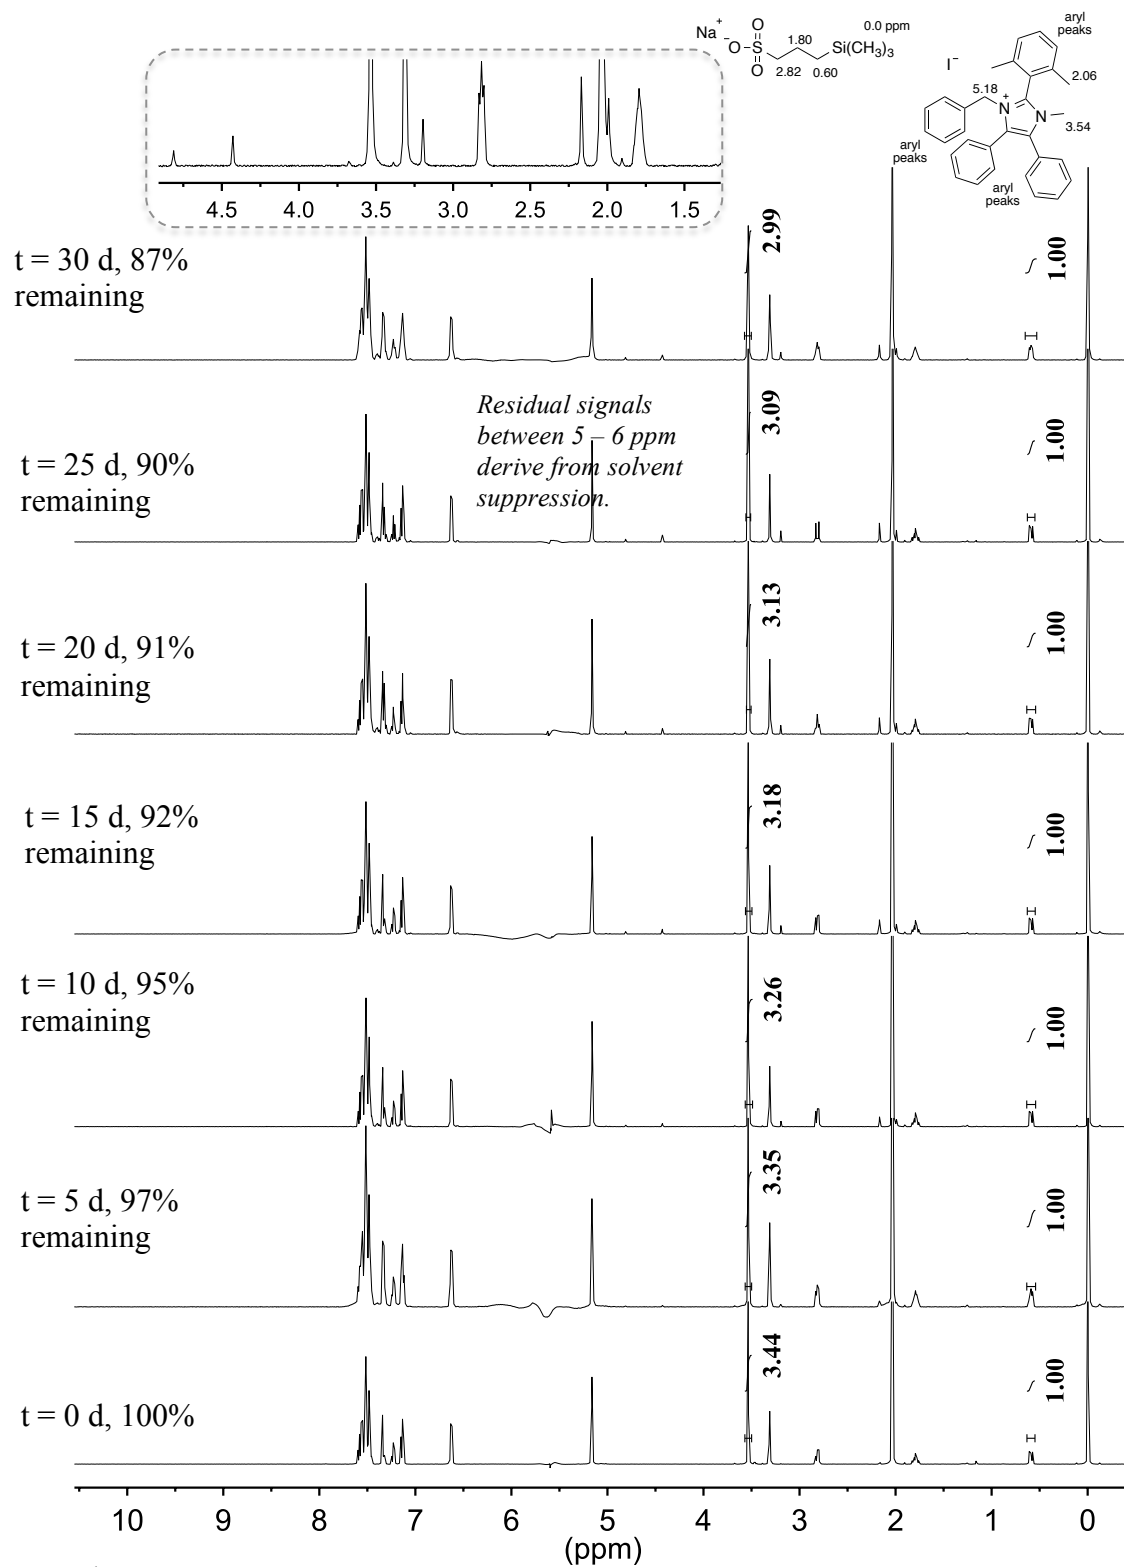 Na+
-O
O
S
O
1.80
2.82
0.60
0.0 ppm
Si(CH3)3
I−
5.18
N
+
N
aryl
peaks
2.06
3.54
aryl
peaks
aryl
peaks
4.5 4.0 3.5 3.0 2.5 2.0 1.5
t = 30 d, 87%
remaining
2.99
1.00
Residual signals
between 5 – 6 ppm
derive from solvent
suppression.
t = 25 d, 90%
remaining
3.09
1.00
t = 20 d, 91%
remaining
3.13
1.00
t = 15 d, 92%
remaining
3.18
1.00
t = 10 d, 95%
remaining
3.26
1.00
t = 5 d, 97%
remaining
3.35
1.00
t = 0 d, 100%
3.44
1.00
10 9 8 7 6 5 4 3 2 1 0
(ppm)